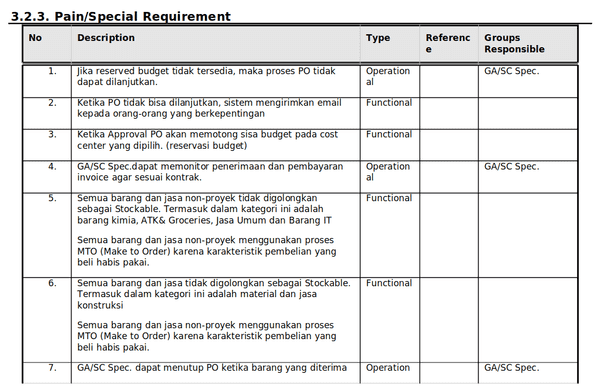 3.2.3. Pain/Special Requirement
No Description Type Referenc Groups
e Responsible
1. Jika reserved budget tidak tersedia, maka proses PO tidak Operation GA/SC Spec.
dapat dilanjutkan. al
2. Ketika PO tidak bisa dilanjutkan, sistem mengirimkan email Functional
kepada orang-orang yang berkepentingan
3. Ketika Approval PO akan memotong sisa budget pada cost Functional
center yang dipilih. (reservasi budget)
4. GA/SC Spec.dapat memonitor penerimaan dan pembayaran Operation GA/SC Spec.
invoice agar sesuai kontrak. al
5. Semua barang dan jasa non-proyek tidak digolongkan Functional
sebagai Stockable. Termasuk dalam kategori ini adalah
barang kimia, ATK& Groceries, Jasa Umum dan Barang IT
Semua barang dan jasa non-proyek menggunakan proses
MTO (Make to Order) karena karakteristik pembelian yang
beli habis pakai.
6. Semua barang dan jasa tidak digolongkan sebagai Stockable. Functional
Termasuk dalam kategori ini adalah material dan jasa
konstruksi
Semua barang dan jasa non-proyek menggunakan proses
MTO (Make to Order) karena karakteristik pembelian yang
beli habis pakai.
7. GA/SC Spec. dapat menutup PO ketika barang yang diterima Operation GA/SC Spec.